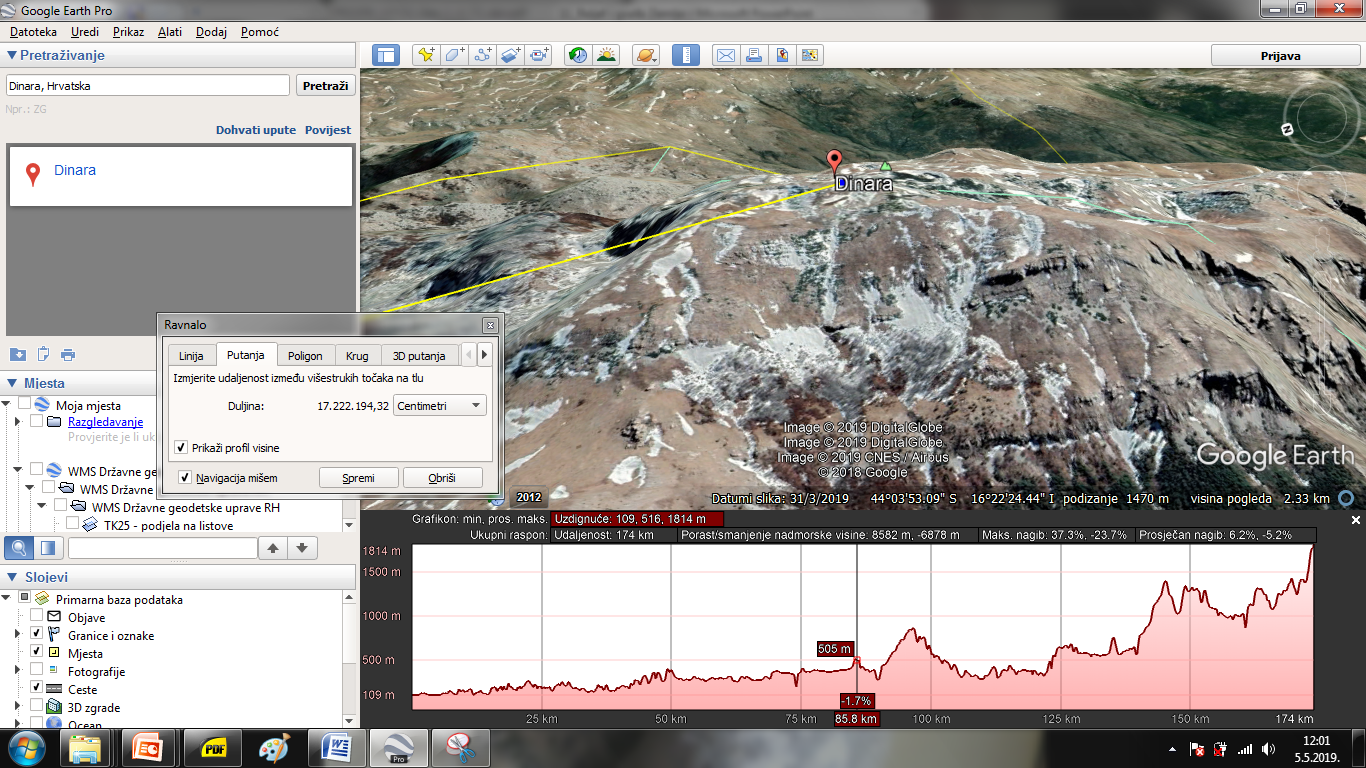 Google Earth Pro
Datoteka Uredi Prikaz Alati Dodaj Pomoć
Pretraživanje
Prijava
Dinara, Hrvatska
Pretraži
Npr.: ZG
Dohvati upute Povijest
Dinara
Dinara
Ravnalo
Linija Putanja Poligon Krug 3D putanja
Izmjerite udaljenost između višestrukih točaka na tlu
Duljina: 17.222.194,32 Centimetri
Prikaži profil visine
Navigacija mišem Spremi Obriši
Mjesta
Moja mjesta
Razgledavanje
Provjerite je li uk
WMS Državne geo
WMS Državne
WMS Državne geodetske uprave RH
TK25 - podjela na listove
Slojevi
Primarna baza podataka
Objave
Granice i oznake
Mjesta
Fotografije
Ceste
3D zgrade
Ocean
Image © 2019 DigitalGlobe
Image © 2019 DigitalGlobe
Image © 2019 CNES / Airbus
© 2018 Google
Google Earth
2012
Datumi slika: 31/3/2019 44°03'53.09" S 16°22'24.44" I podizanje 1470 m visina pogleda 2.33 km
Grafikon: min, pros. maks. Uzdignuće: 109, 516, 1814 m
Ukupni raspon: Udaljenost: 174 km Porast/smanjenje nadmorske visine: 8582 m, -6878 m Maks. nagib: 37.3%, -23.7% Prosječan nagib: 6.2%, -5.2%
1814 m
1500 m
1000 m
500 m
109 m
505 m
-1.7%
25 km 50 km 75 km 85.8 km 100 km 125 km 150 km 174 km
PDF
Pro
12:01
5.5.2019.